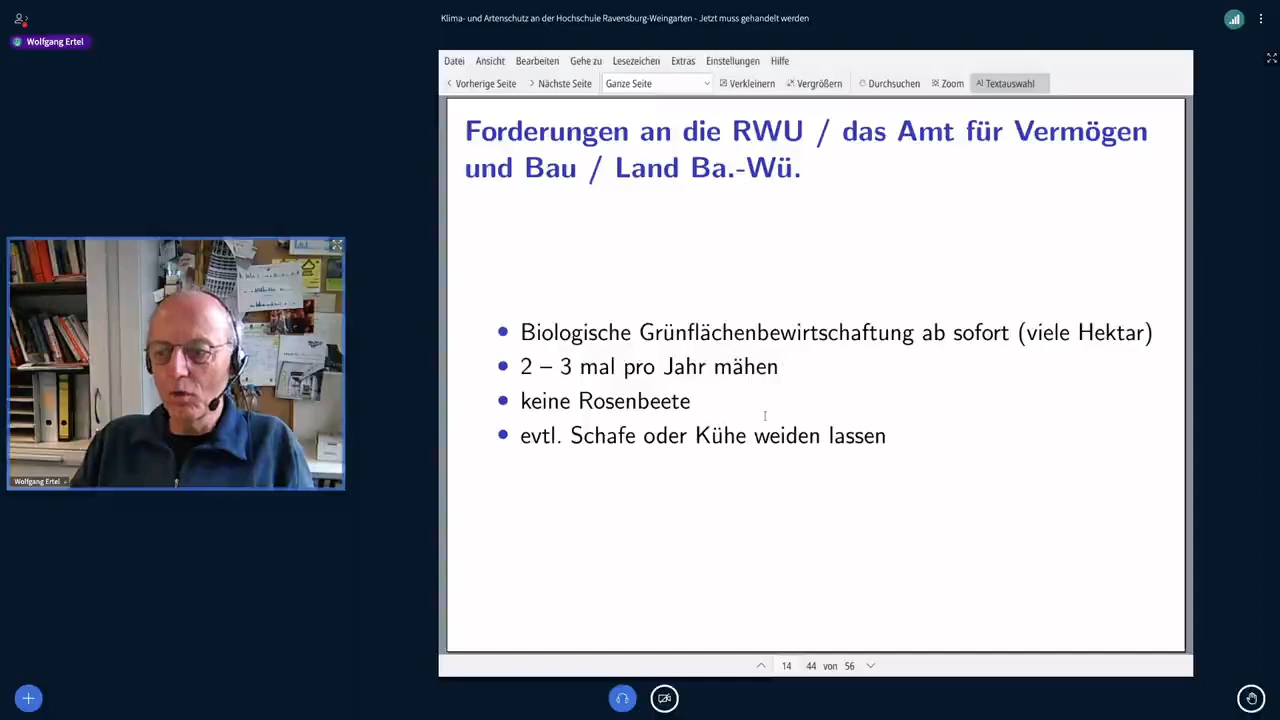 Klima- und Artenschutz an der Hochschule Ravensburg-Weingarten - Jetzt muss gehandelt werden
Wolfgang Ertel
Datei Ansicht Bearbeiten Gehe zu Lesezeichen Extras Einstellungen Hilfe
Vorherige Seite Nächste Seite Ganze Seite Verkleinern Vergrößern Durchsuchen Zoom Textauswahl
Forderungen an die RWU / das Amt für Vermögen
und Bau / Land Ba.-Wü.
• Biologische Grünflächenbewirtschaftung ab sofort (viele Hektar)
• 2 – 3 mal pro Jahr mähen
• keine Rosenbeete
• evtl. Schafe oder Kühe weiden lassen
Wolfgang Ertel
14 44 von 56